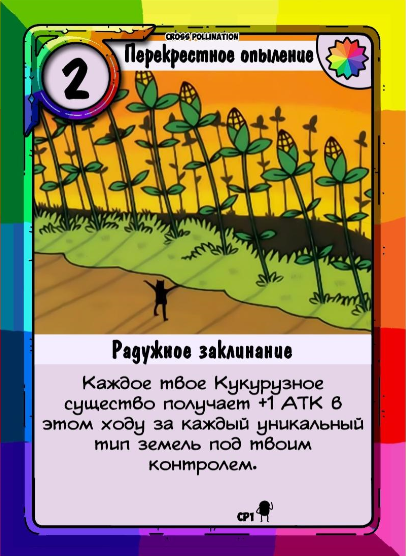 CROSS POLLINATION
2
Перекрестное опыление
Радужное заклинание
Каждое твое Кукурузное
существо получает +1 АТК в
этом ходу за каждый уникальный
тип земель под твоим
контролем.
CP1